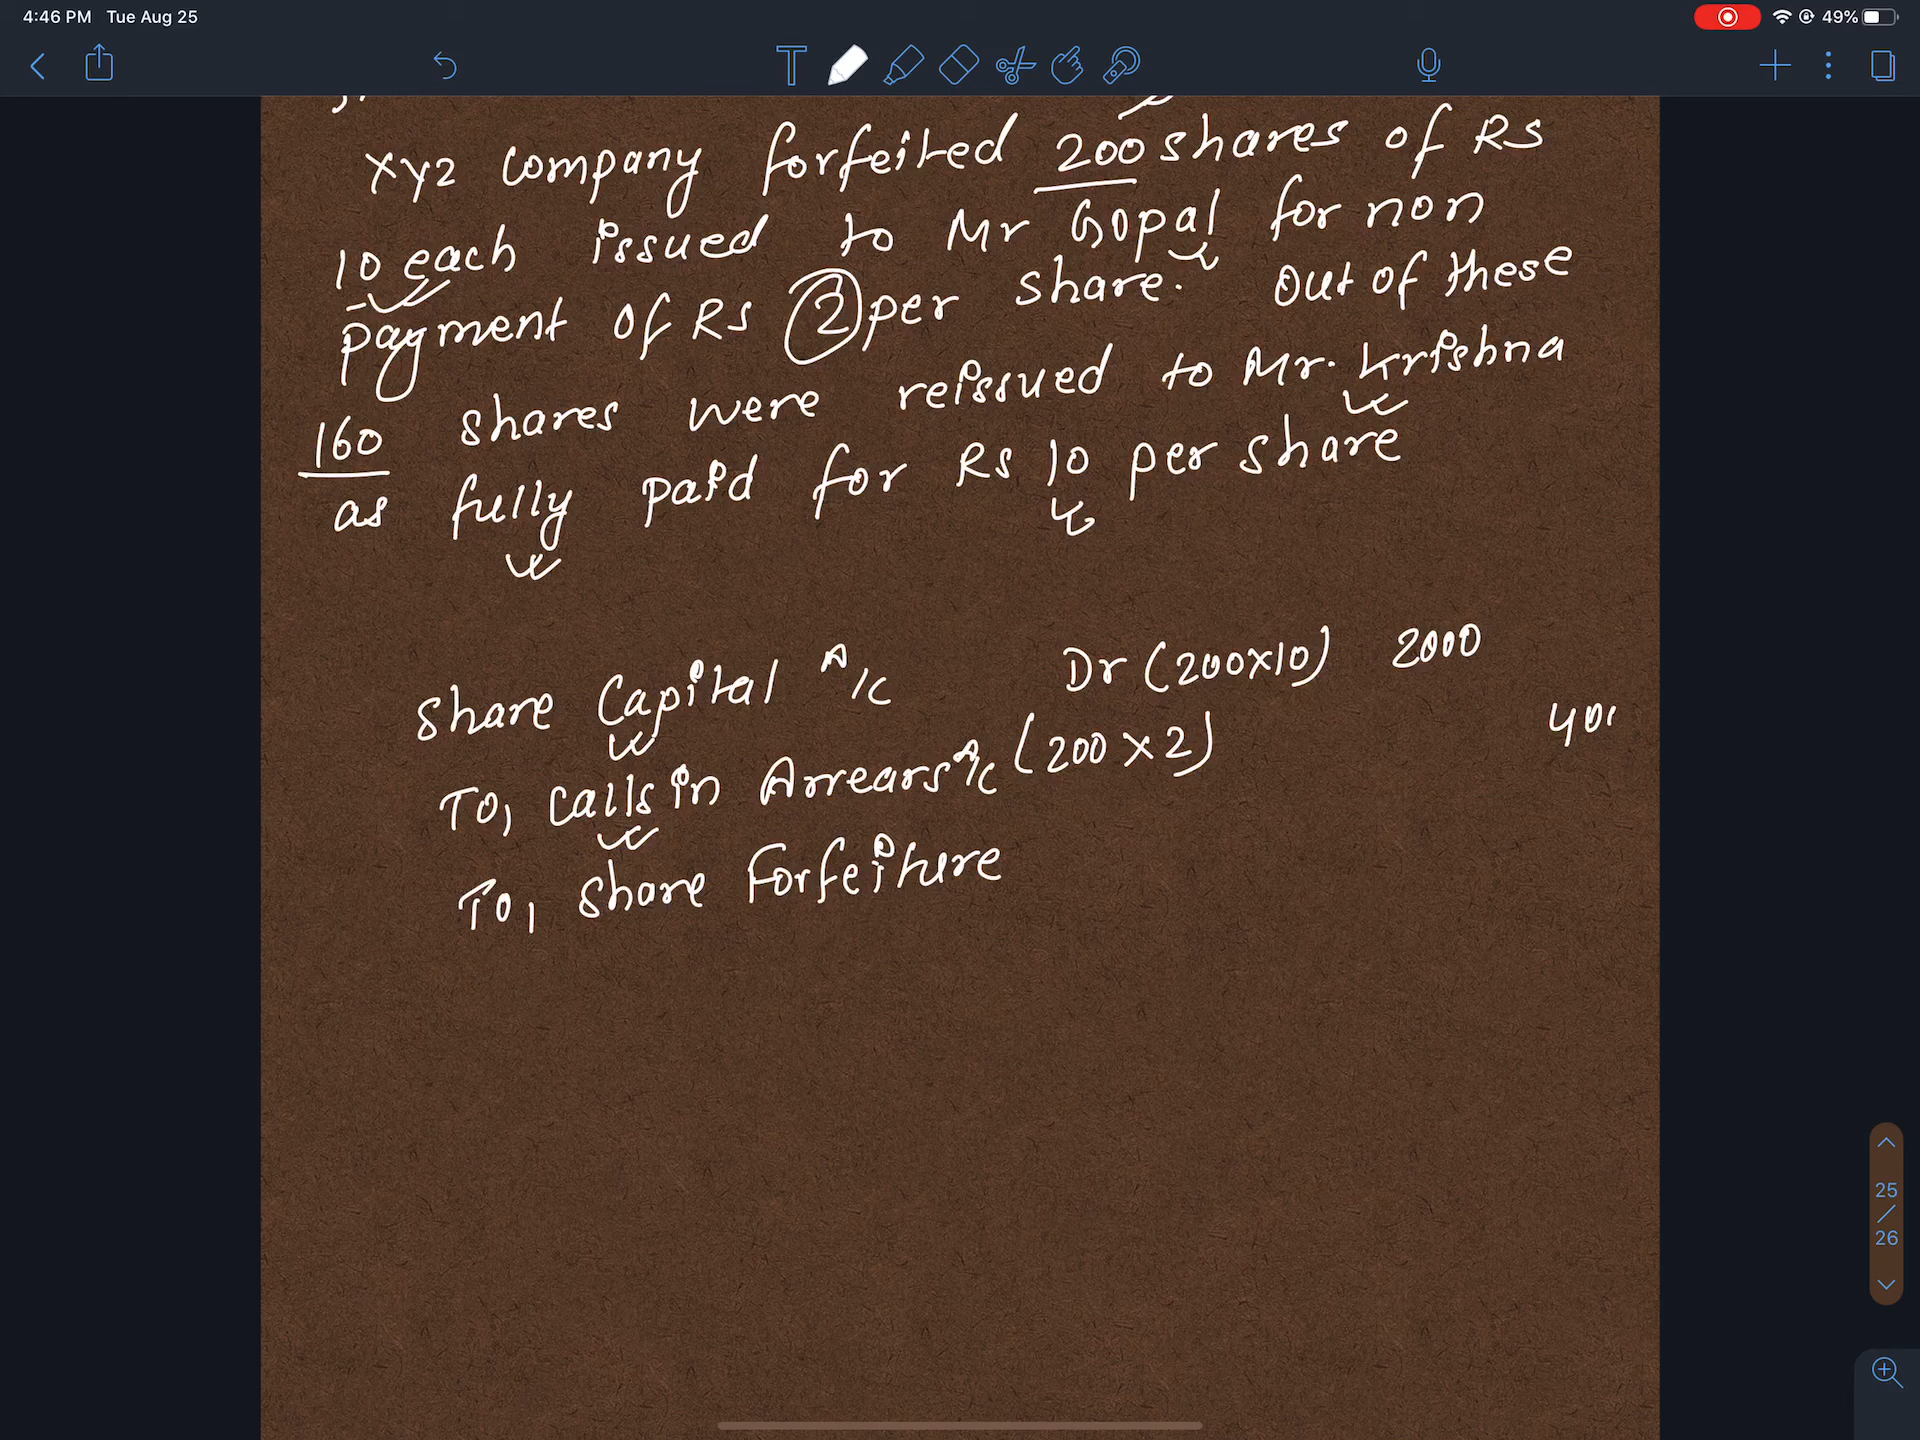 4:46 PM Tue Aug 25
49%
XYZ Company forfeited 200 shares of RS
10 each issued to Mr Gopal for non
payment of Rs 2 per share. Out of these
160 shares were reissued to Mr. Krishna
as fully paid for Rs 10 per share
Share Capital A/c Dr (200x10) 2000
To, Calls in Arrears A/c (200 x 2) 400
To, Share Forfeiture
25
/
26